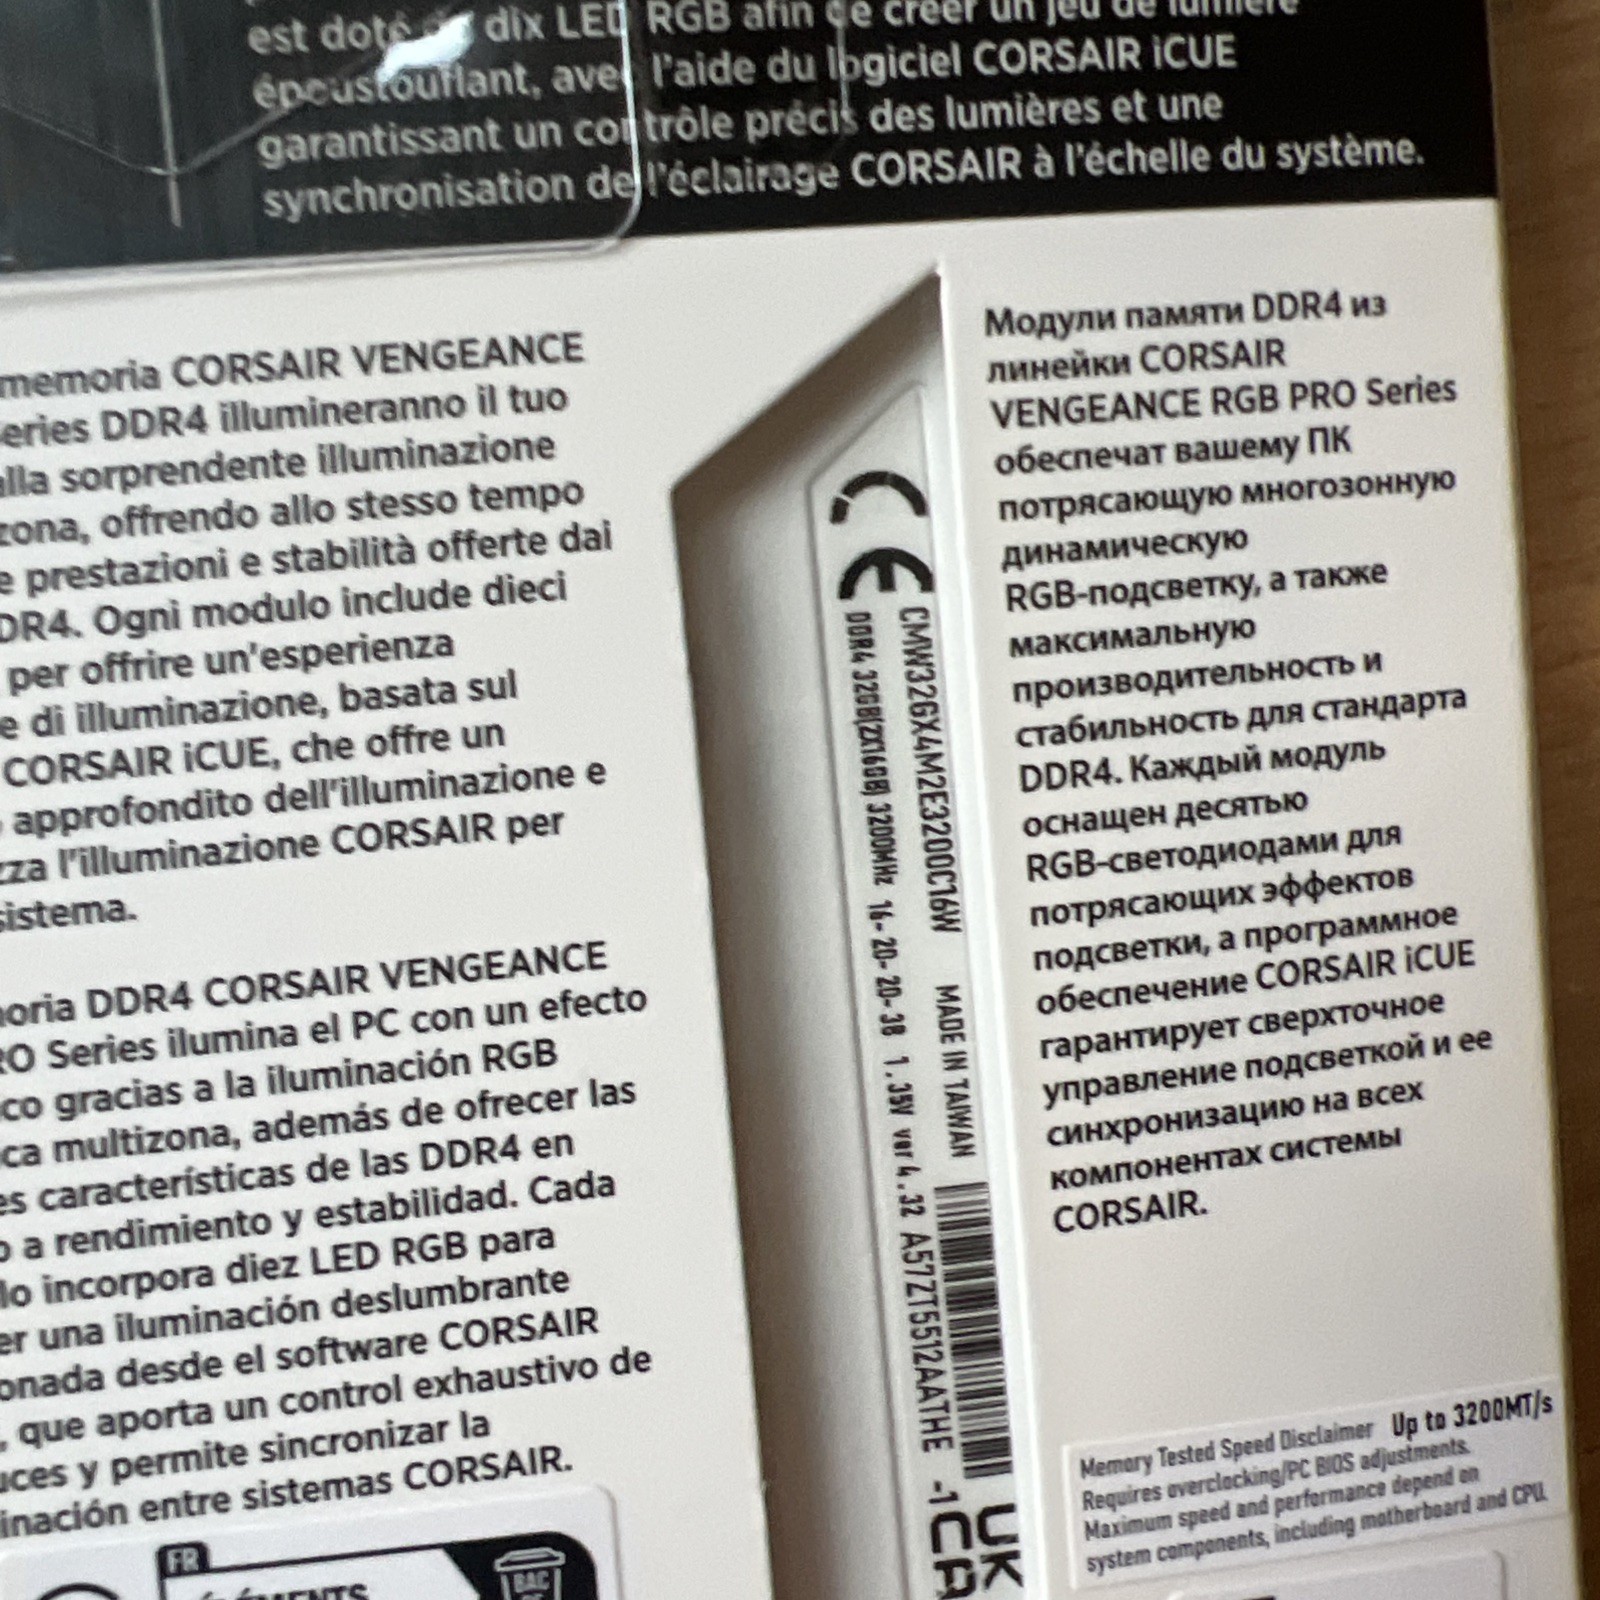 est doté de dix LED RGB afin de créer un jeu de lumière
époustouflant, avec l'aide du logiciel CORSAIR iCUE
garantissant un contrôle précis des lumières et une
synchronisation de l'éclairage CORSAIR à l'échelle du système.
memoria CORSAIR VENGEANCE
eries DDR4 illumineranno il tuo
alla sorprendente illuminazione
zona, offrendo allo stesso tempo
e prestazioni e stabilità offerte dai
DDR4. Ogni modulo include dieci
per offrire un'esperienza
e di illuminazione, basata sul
CORSAIR iCUE, che offre un
approfondito dell'illuminazione e
zza l'illuminazione CORSAIR per
sistema.
moria DDR4 CORSAIR VENGEANCE
RO Series ilumina el PC con un efecto
co gracias a la iluminación RGB
ca multizona, además de ofrecer las
es características de las DDR4 en
o a rendimiento y estabilidad. Cada
lo incorpora diez LED RGB para
er una iluminación deslumbrante
onada desde el software CORSAIR
, que aporta un control exhaustivo de
uces y permite sincronizar la
inación entre sistemas CORSAIR.
FR
ÉLÉMENTS
BAC
CE
CMW32GX4M2E3200C16W MADE IN TAIWAN
DDR4 32GB(2X16GB) 3200MHz 16-20-20-38 1.35V ver4.32 A57ZT5512AATHE -1
UK
CA
Модули памяти DDR4 из
линейки CORSAIR
VENGEANCE RGB PRO Series
обеспечат вашему ПК
потрясающую многозонную
динамическую
RGB-подсветку, а также
максимальную
производительность и
стабильность для стандарта
DDR4. Каждый модуль
оснащен десятью
RGB-светодиодами для
потрясающих эффектов
подсветки, а программное
обеспечение CORSAIR iCUE
гарантирует сверхточное
управление подсветкой и ее
синхронизацию на всех
компонентах системы
CORSAIR.
Memory Tested Speed Disclaimer Up to 3200MT/s
Requires overclocking/PC BIOS adjustments.
Maximum speed and performance depend on
system components, including motherboard and CPU.